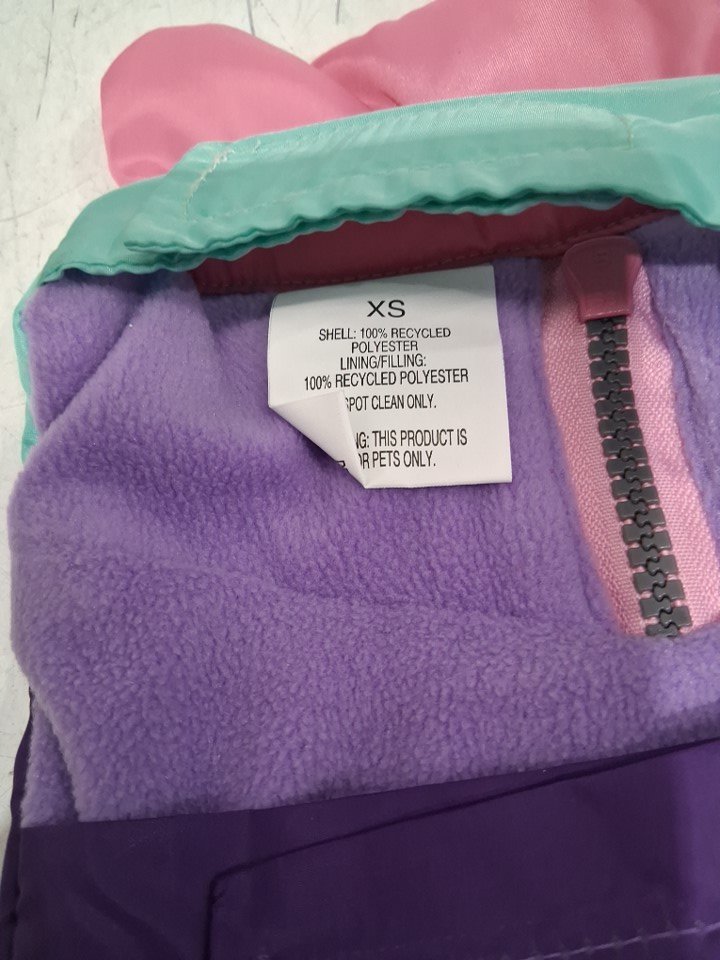 XS
SHELL: 100% RECYCLED
POLYESTER
LINING/FILLING:
100% RECYCLED POLYESTER
SPOT CLEAN ONLY.
NG: THIS PRODUCT IS
OR PETS ONLY.